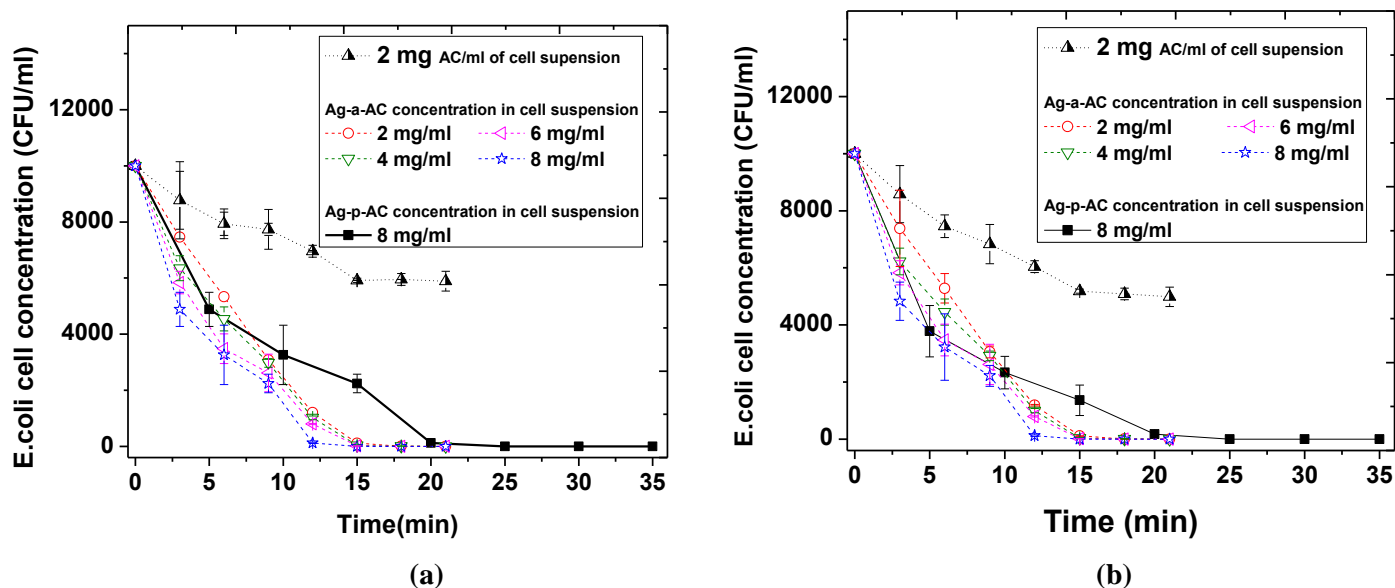 E.coli cell concentration (CFU/ml)
12000
8000
4000
0
2 mg AC/ml of cell supension
Ag-a-AC concentration in cell suspension
2 mg/ml 6 mg/ml
4 mg/ml 8 mg/ml
Ag-p-AC concentration in cell suspension
8 mg/ml
0 5 10 15 20 25 30 35
Time(min)
(a)
E.coli cell concentration (CFU/ml)
12000
8000
4000
0
2 mg AC/ml of cell suspension
Ag-a-AC concentration in cell suspension
2 mg/ml 6 mg/ml
4 mg/ml 8 mg/ml
Ag-p-AC concentration in cell suspension
8 mg/ml
0 5 10 15 20 25 30 35
Time (min)
(b)